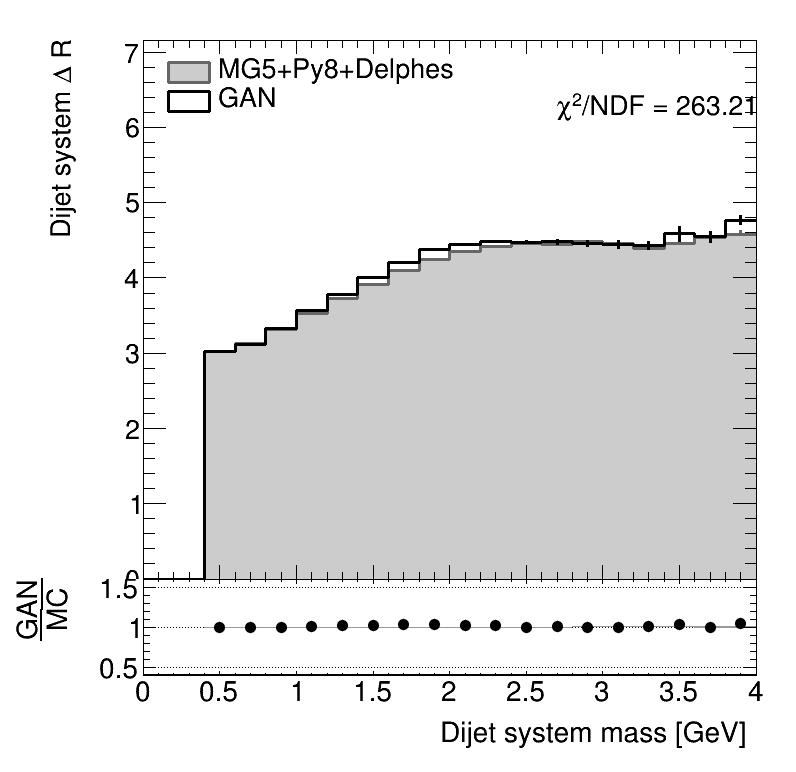 Dijet system Δ R
7
6
5
4
3
2
1
0
MG5+Py8+Delphes
GAN
χ²/NDF = 263.21
GAN
MC
1.5
1
0.5
0 0.5 1 1.5 2 2.5 3 3.5 4
Dijet system mass [GeV]